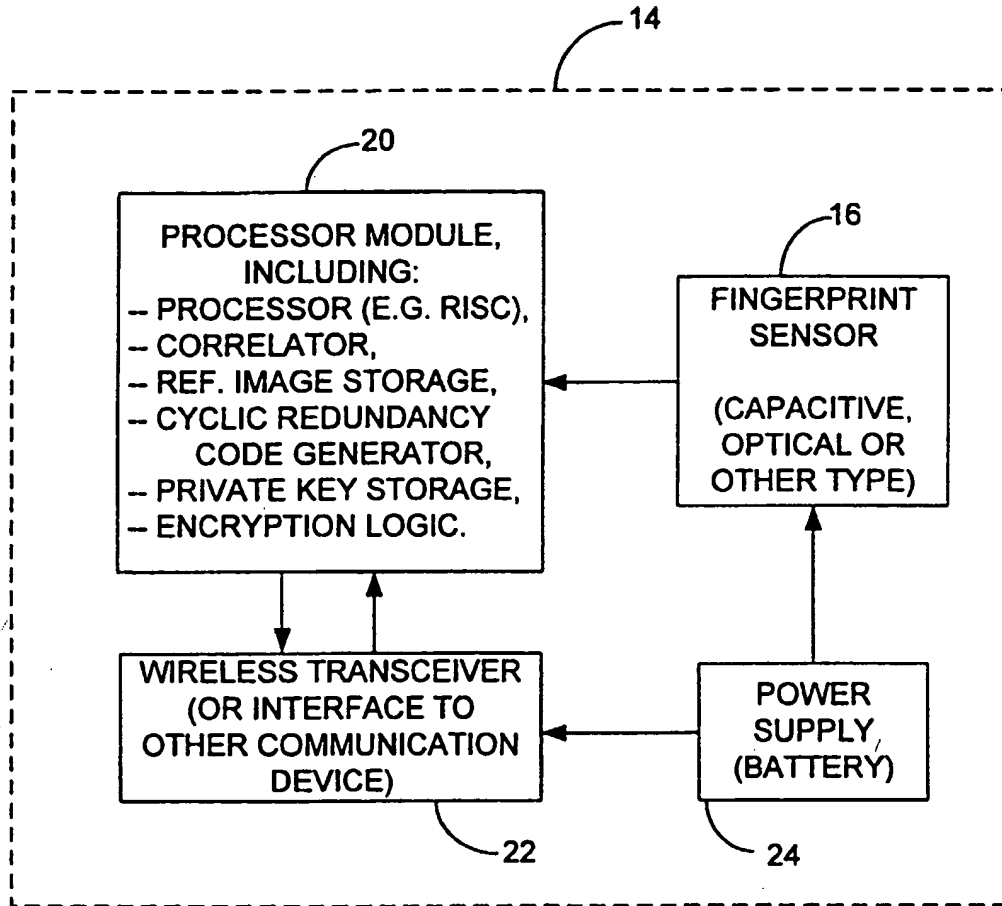 14
20
PROCESSOR MODULE,
INCLUDING:
– PROCESSOR (E.G. RISC),
– CORRELATOR,
– REF. IMAGE STORAGE,
– CYCLIC REDUNDANCY
CODE GENERATOR,
– PRIVATE KEY STORAGE,
– ENCRYPTION LOGIC.
16
FINGERPRINT
SENSOR
(CAPACITIVE,
OPTICAL OR
OTHER TYPE)
WIRELESS TRANSCEIVER
(OR INTERFACE TO
OTHER COMMUNICATION
DEVICE)
22
POWER
SUPPLY
(BATTERY)
24